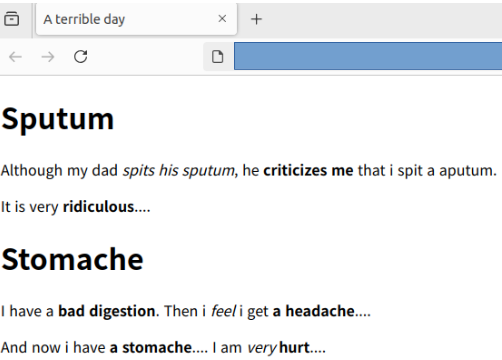 A terrible day
Sputum
Although my dad spits his sputum, he criticizes me that i spit a aputum.
It is very ridiculous....
Stomache
I have a bad digestion. Then i feel i get a headache....
And now i have a stomache.... I am very hurt....